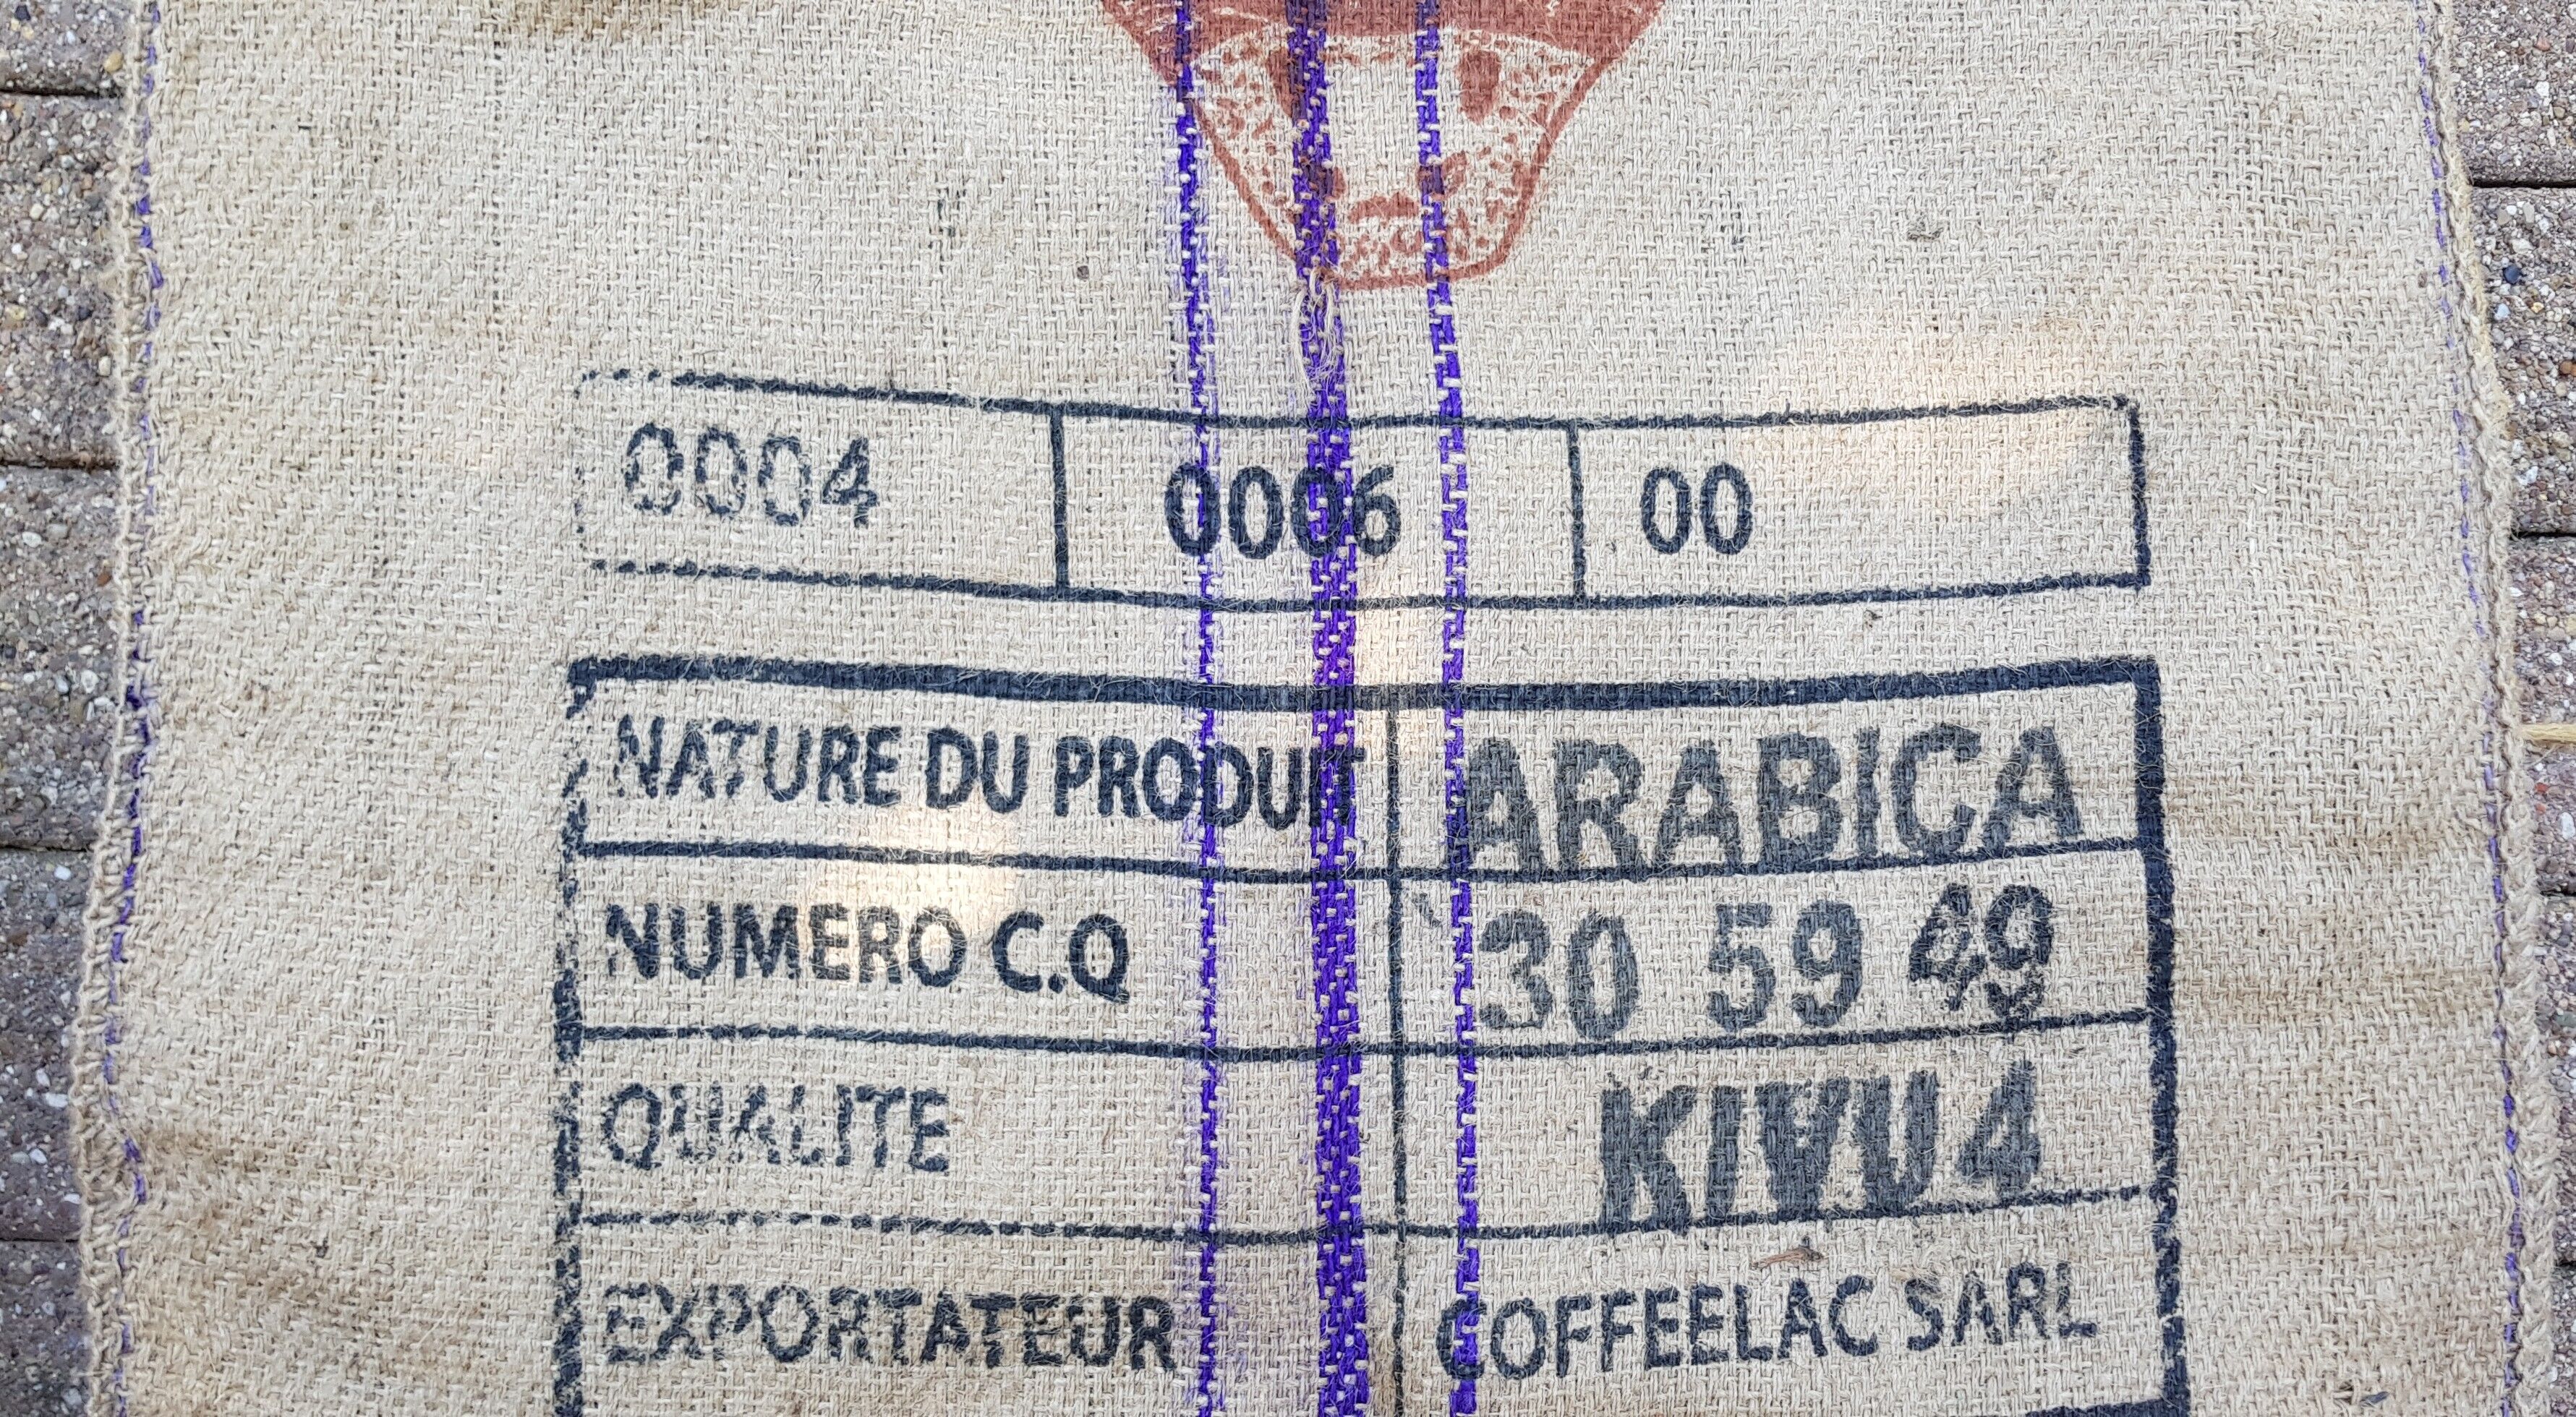 0004 0006 00
NATURE DU PRODUIT ARABICA
NUMERO C.Q 30 59 49
QUALITE KIVU 4
EXPORTATEUR COFFEELAC SARL